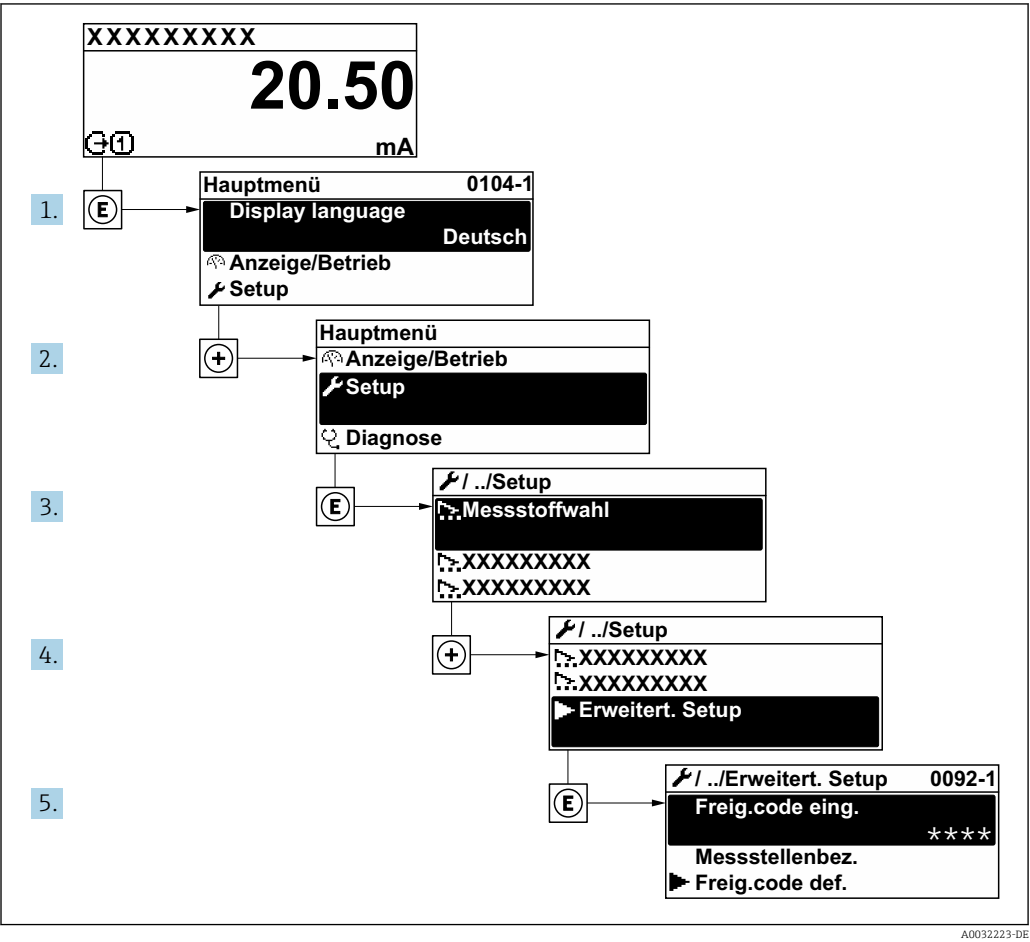 XXXXXXXXX
20.50
1 mA
1.
E
Hauptmenü 0104-1
Display language
Deutsch
Anzeige/Betrieb
Setup
2.
+
Hauptmenü
Anzeige/Betrieb
Setup
Diagnose
3.
E
/ ../Setup
Messstoffwahl
XXXXXXXXX
XXXXXXXXX
4.
+
/ ../Setup
XXXXXXXXX
XXXXXXXXX
Erweitert. Setup
5.
E
/ ../Erweitert. Setup 0092-1
Freig.code eing.
****
Messstellenbez.
Freig.code def.
A0032223-DE